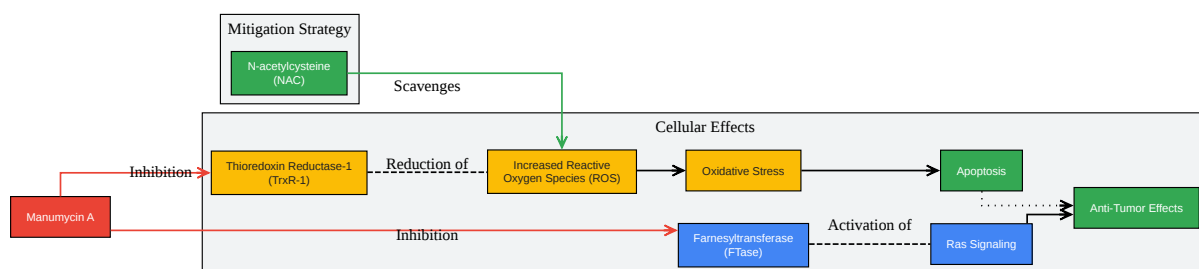 Mitigation Strategy
N-acetylcysteine
(NAC)
Scavenges
Cellular Effects
Inhibition
Thioredoxin Reductase-1
(TrxR-1)
Reduction of
Increased Reactive
Oxygen Species (ROS)
Oxidative Stress
Apoptosis
Manumycin A
Inhibition
Farnesyltransferase
(FTase)
Activation of
Ras Signaling
Anti-Tumor Effects